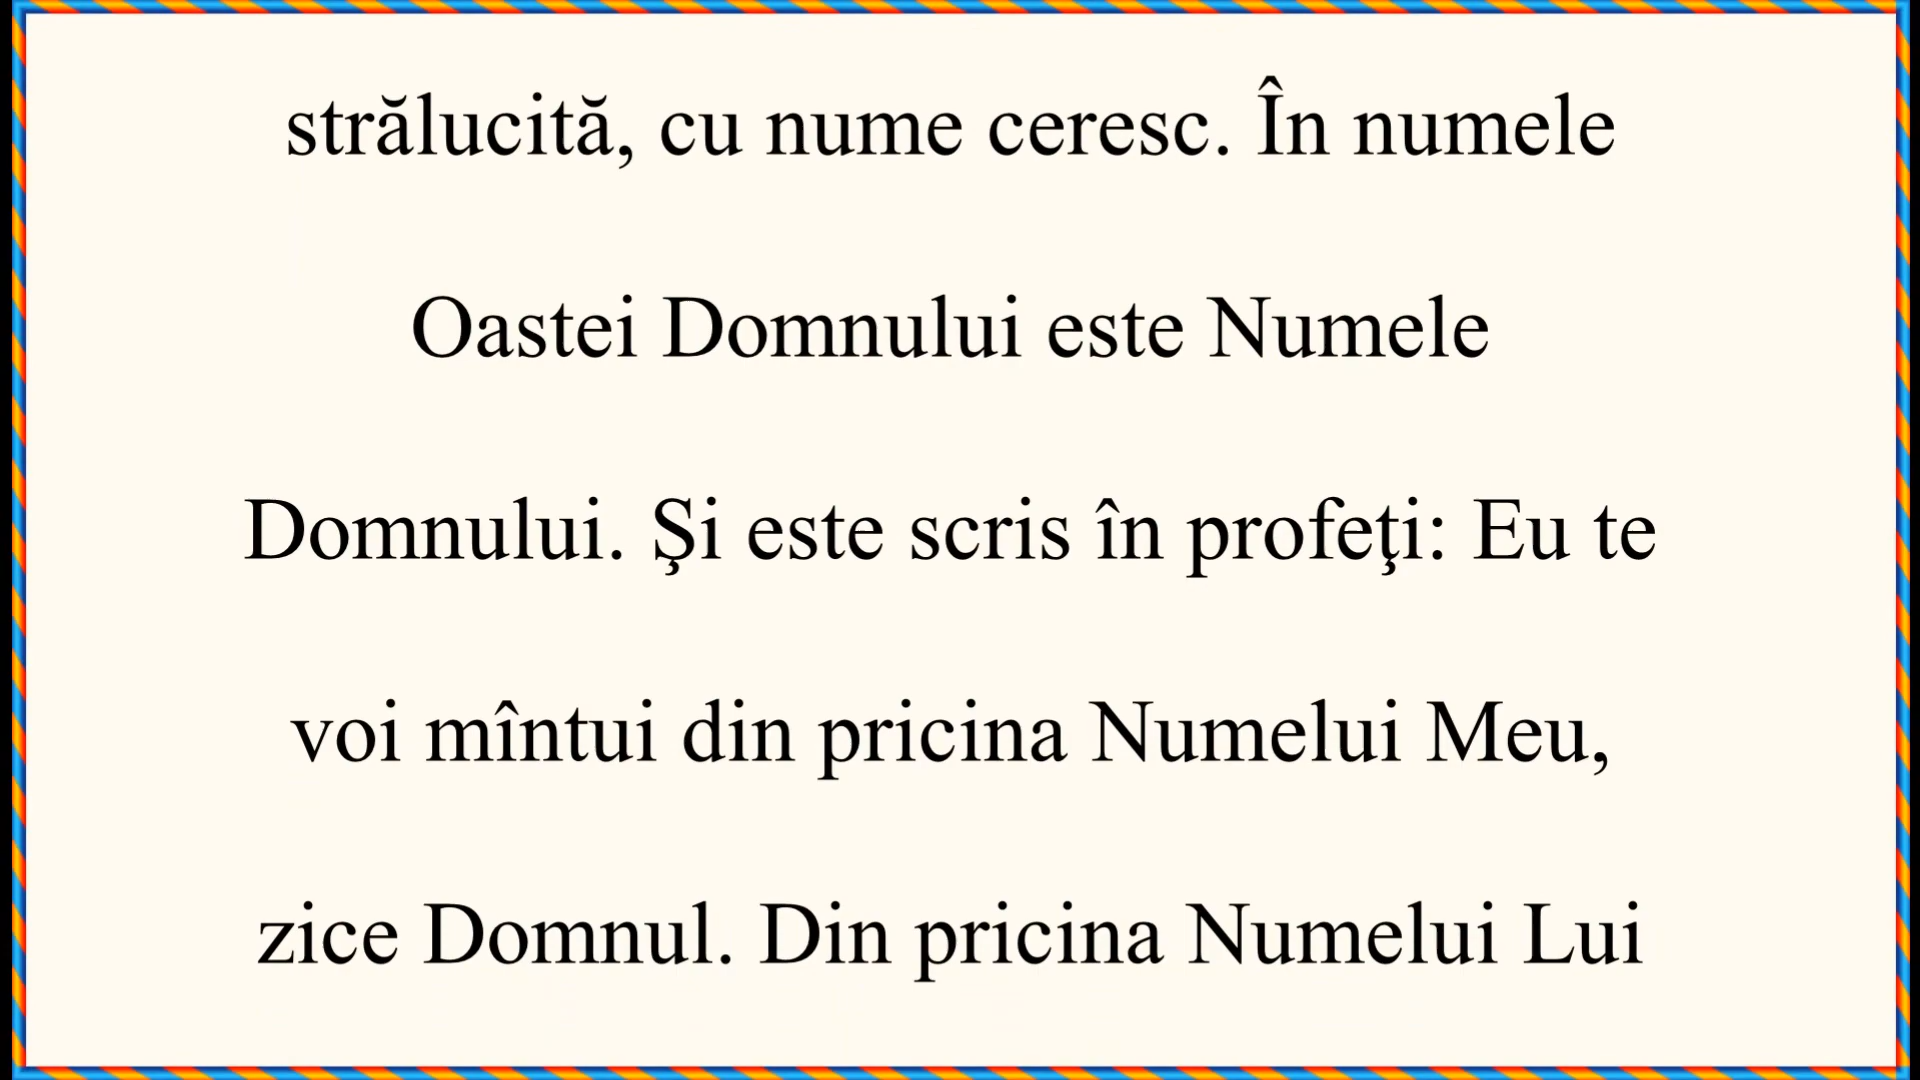 strălucită, cu nume ceresc. În numele
Oastei Domnului este Numele
Domnului. Şi este scris în profeţi: Eu te
voi mîntui din pricina Numelui Meu,
zice Domnul. Din pricina Numelui Lui